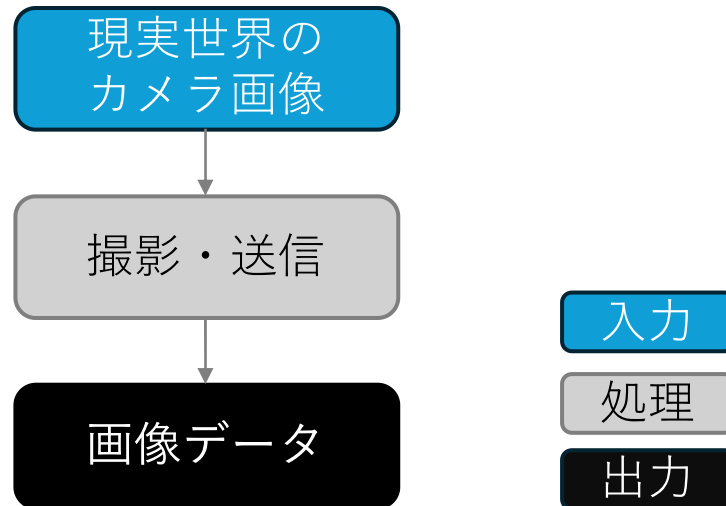 現実世界の
カメラ画像
撮影・送信
画像データ
入力
処理
出力